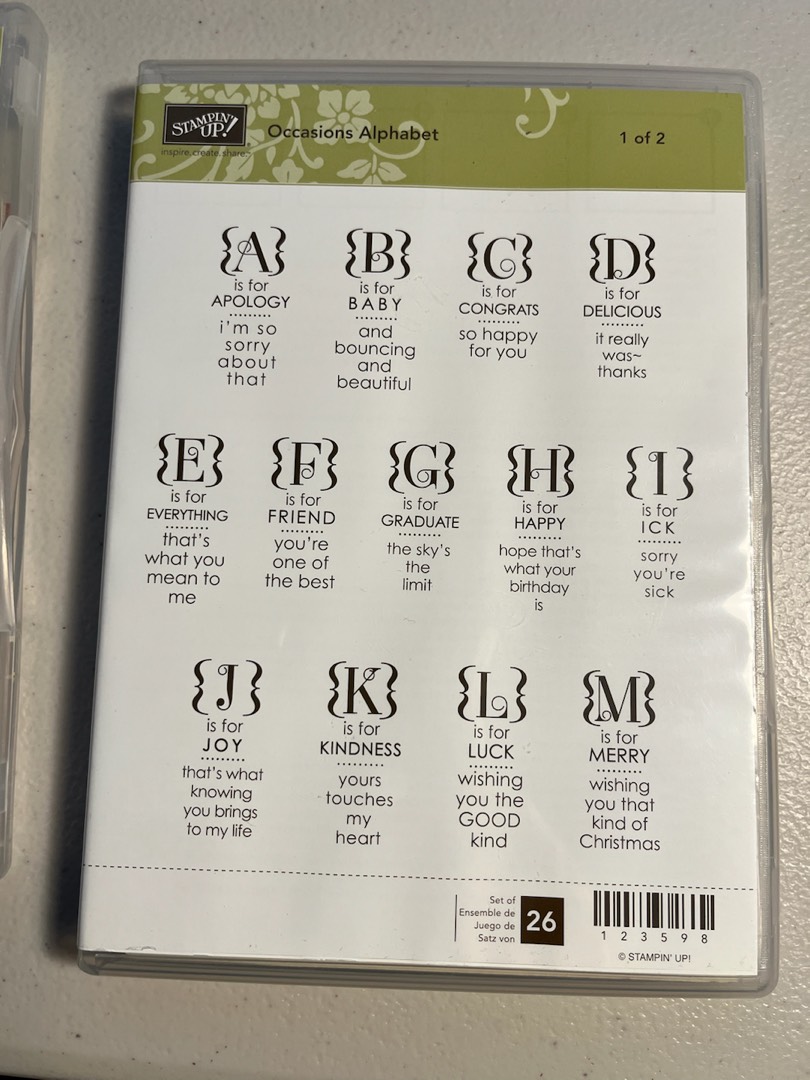 STAMPIN' UP!
inspire.create.share.
Occasions Alphabet
1 of 2
{A} {B} {C} {D}
is for is for is for is for
APOLOGY BABY CONGRATS DELICIOUS
i'm so and so happy it really
sorry bouncing for you was~
about and thanks
that beautiful
{E} {F} {G} {H} {I}
is for is for is for is for is for
EVERYTHING FRIEND GRADUATE HAPPY ICK
that's you're the sky's hope that's sorry
what you one of the what your you're
mean to the best limit birthday sick
me is
{J} {K} {L} {M}
is for is for is for is for
JOY KINDNESS LUCK MERRY
that's what yours wishing wishing
knowing touches you the you that
you brings my GOOD kind of
to my life heart kind Christmas
Set of
Ensemble de
Juego de
Satz von
26
1 2 3 5 9 8
© STAMPIN' UP!